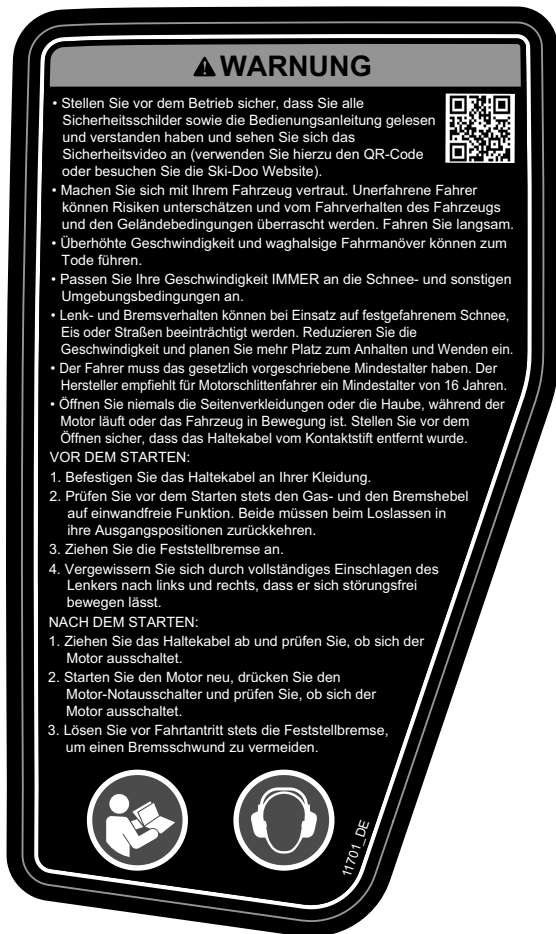 ⚠WARNUNG
• Stellen Sie vor dem Betrieb sicher, dass Sie alle
Sicherheitsschilder sowie die Bedienungsanleitung gelesen
und verstanden haben und sehen Sie sich das
Sicherheitsvideo an (verwenden Sie hierzu den QR-Code
oder besuchen Sie die Ski-Doo Website).
• Machen Sie sich mit Ihrem Fahrzeug vertraut. Unerfahrene Fahrer
können Risiken unterschätzen und vom Fahrverhalten des Fahrzeugs
und den Geländebedingungen überrascht werden. Fahren Sie langsam.
• Überhöhte Geschwindigkeit und waghalsige Fahrmanöver können zum
Tode führen.
• Passen Sie Ihre Geschwindigkeit IMMER an die Schnee- und sonstigen
Umgebungsbedingungen an.
• Lenk- und Bremsverhalten können bei Einsatz auf festgefahrenem Schnee,
Eis oder Straßen beeinträchtigt werden. Reduzieren Sie die
Geschwindigkeit und planen Sie mehr Platz zum Anhalten und Wenden ein.
• Der Fahrer muss das gesetzlich vorgeschriebene Mindestalter haben. Der
Hersteller empfiehlt für Motorschlittenfahrer ein Mindestalter von 16 Jahren.
• Öffnen Sie niemals die Seitenverkleidungen oder die Haube, während der
Motor läuft oder das Fahrzeug in Bewegung ist. Stellen Sie vor dem
Öffnen sicher, dass das Haltekabel vom Kontaktstift entfernt wurde.
VOR DEM STARTEN:
1. Befestigen Sie das Haltekabel an Ihrer Kleidung.
2. Prüfen Sie vor dem Starten stets den Gas- und den Bremshebel
auf einwandfreie Funktion. Beide müssen beim Loslassen in
ihre Ausgangspositionen zurückkehren.
3. Ziehen Sie die Feststellbremse an.
4. Vergewissern Sie sich durch vollständiges Einschlagen des
Lenkers nach links und rechts, dass er sich störungsfrei
bewegen lässt.
NACH DEM STARTEN:
1. Ziehen Sie das Haltekabel ab und prüfen Sie, ob sich der
Motor ausschaltet.
2. Starten Sie den Motor neu, drücken Sie den
Motor-Notausschalter und prüfen Sie, ob sich der
Motor ausschaltet.
3. Lösen Sie vor Fahrtantritt stets die Feststellbremse,
um einen Bremsschwund zu vermeiden.
11701_DE